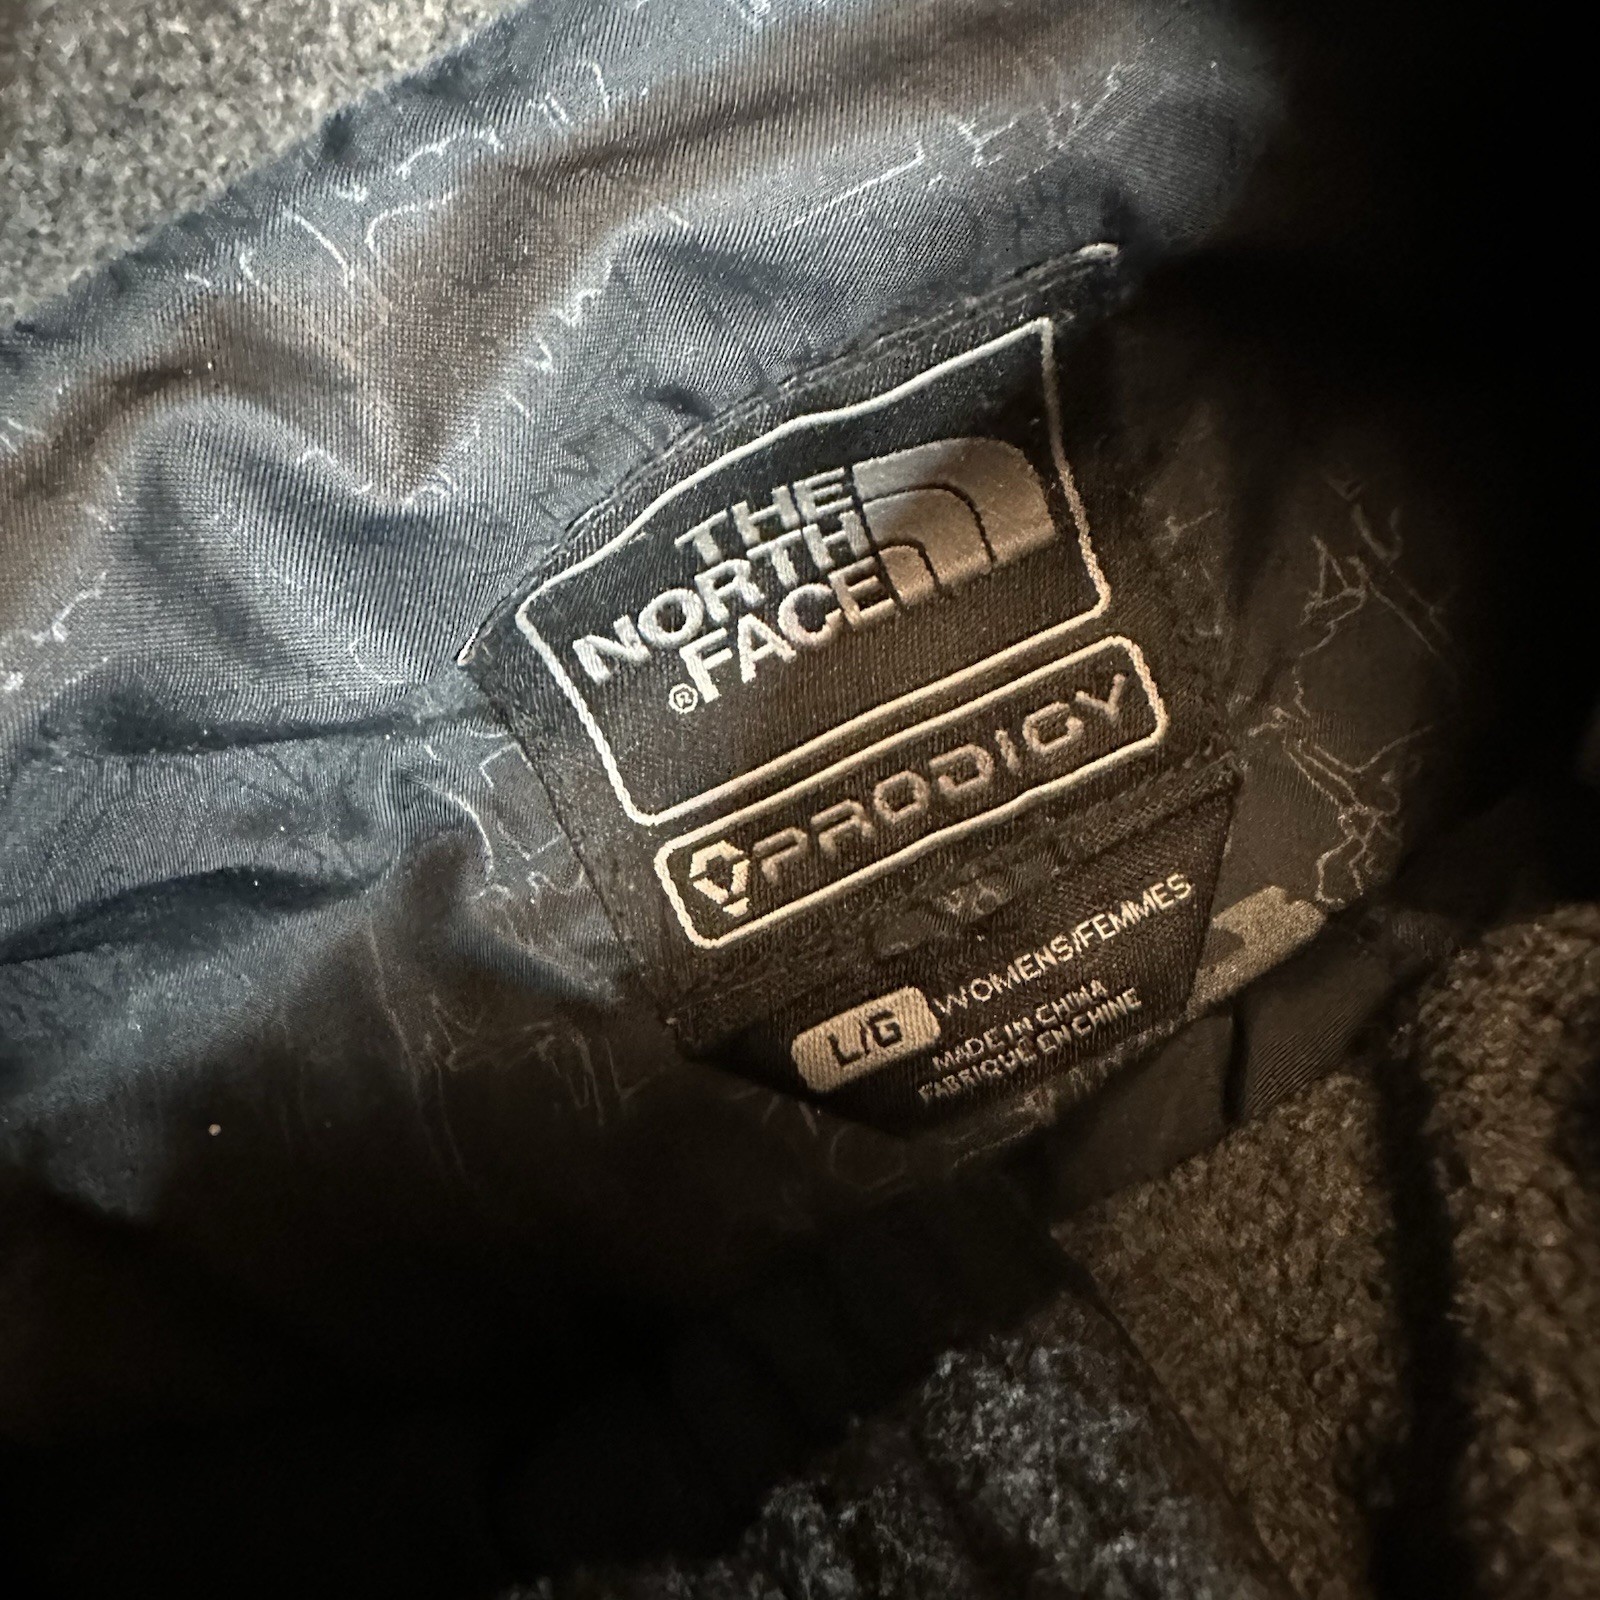 THE
NORTH
®FACE
PRODIGY
L/G WOMENS/FEMMES
MADE IN CHINA
FABRIQUE EN CHINE